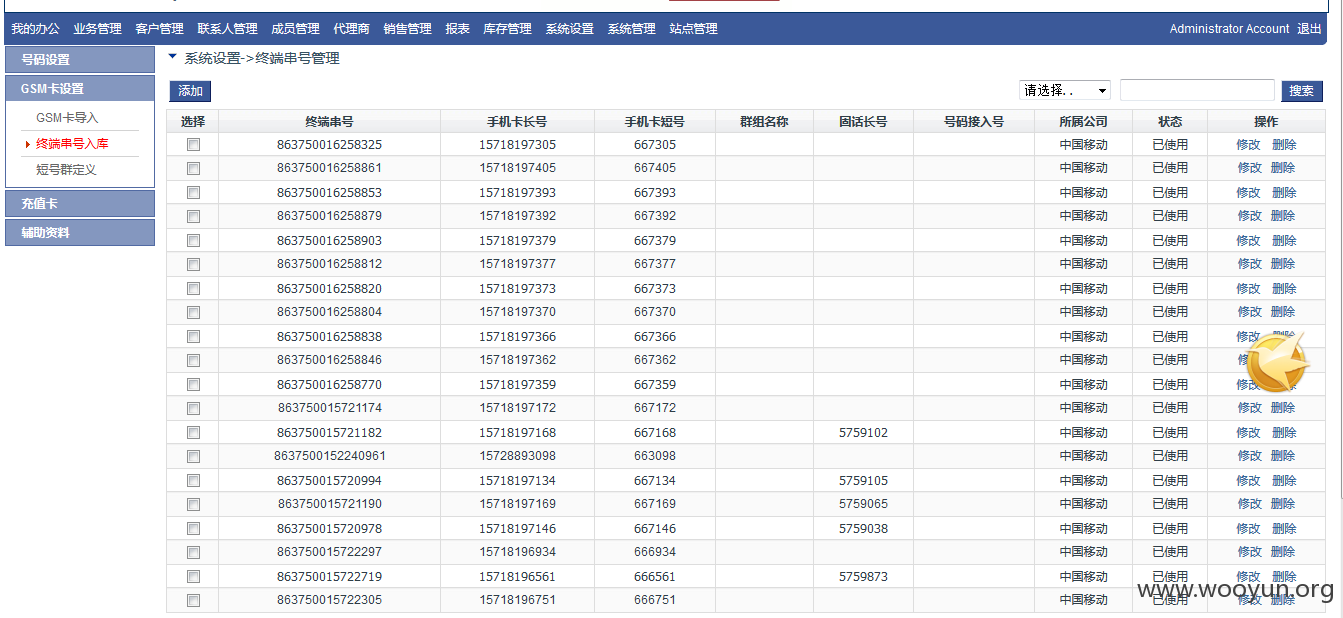 我的办公 业务管理 客户管理 联系人管理 成员管理 代理商 销售管理 报表 库存管理 系统设置 系统管理 站点管理 Administrator Account 退出
号码设置
GSM卡设置
GSM卡导入
终端串号入库
短号群定义
充值卡
辅助资料
系统设置->终端串号管理
添加 请选择. . 搜索
选择 终端串号 手机卡长号 手机卡短号 群组名称 固话长号 号码接入号 所属公司 状态 操作
863750016258325 15718197305 667305 中国移动 已使用 修改 删除
863750016258861 15718197405 667405 中国移动 已使用 修改 删除
863750016258853 15718197393 667393 中国移动 已使用 修改 删除
863750016258879 15718197392 667392 中国移动 已使用 修改 删除
863750016258903 15718197379 667379 中国移动 已使用 修改 删除
863750016258812 15718197377 667377 中国移动 已使用 修改 删除
863750016258820 15718197373 667373 中国移动 已使用 修改 删除
863750016258804 15718197370 667370 中国移动 已使用 修改 删除
863750016258838 15718197366 667366 中国移动 已使用 修改 删除
863750016258846 15718197362 667362 中国移动 已使用
863750016258770 15718197359 667359 中国移动 已使用 修改
863750015721174 15718197172 667172 中国移动 已使用 修改 删除
863750015721182 15718197168 667168 5759102 中国移动 已使用 修改 删除
8637500152240961 15728893098 663098 中国移动 已使用 修改 删除
863750015720994 15718197134 667134 5759105 中国移动 已使用 修改 删除
863750015721190 15718197169 667169 5759065 中国移动 已使用 修改 删除
863750015720978 15718197146 667146 5759038 中国移动 已使用 修改 删除
863750015722297 15718196934 666934 中国移动 已使用 修改 删除
863750015722719 15718196561 666561 5759873 中国移动 已使用 修改 删除
863750015722305 15718196751 666751 中国移动 已使用 修改 删除
www.wooyun.org